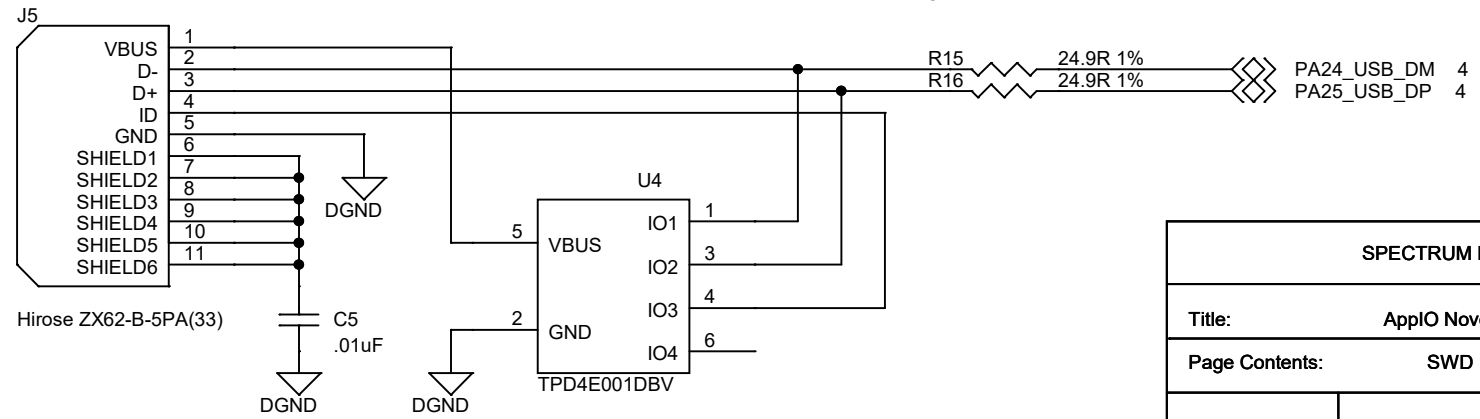 J5
VBUS 1
D- 2
D+ 3
ID 4
GND 5
SHIELD1 6
SHIELD2 7
SHIELD3 8
SHIELD4 9
SHIELD5 10
SHIELD6 11
Hirose ZX62-B-5PA(33)
C5
.01uF
DGND
DGND
DGND
R15 24.9R 1% PA24_USB_DM 4
R16 24.9R 1% PA25_USB_DP 4
U4
5 VBUS
2 GND
IO1 1
IO2 3
IO3 4
IO4 6
TPD4E001DBV
SPECTRUM
Title: AppIO
Page Contents: SWD